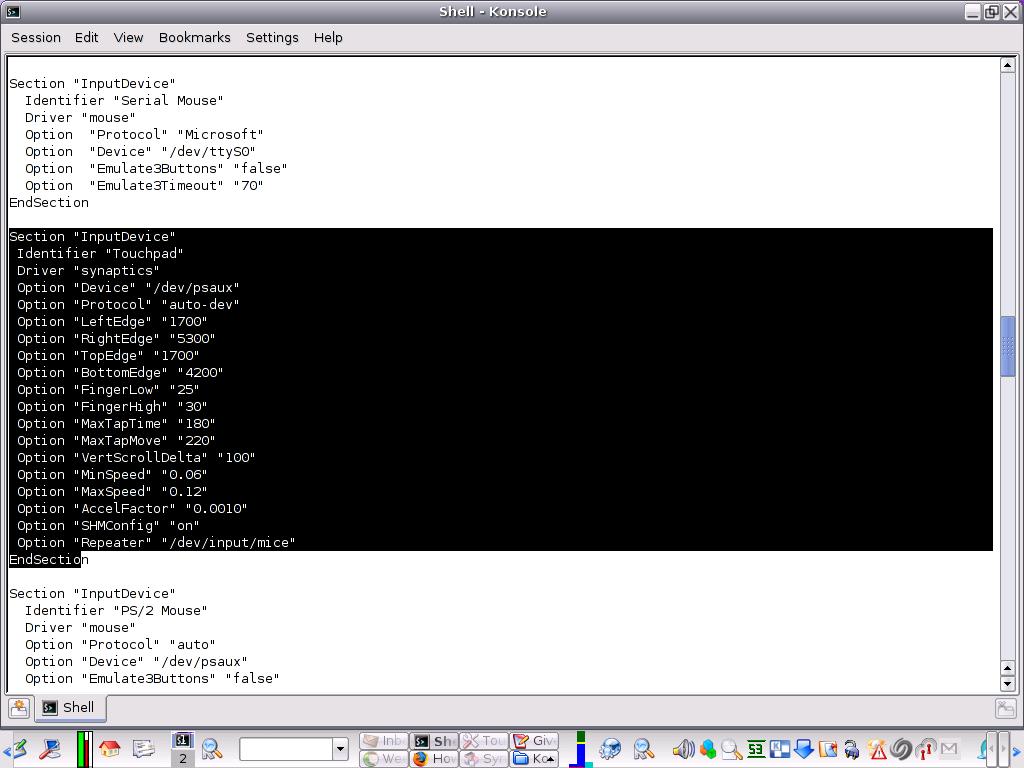 Shell - Konsole
Session Edit View Bookmarks Settings Help
Section "InputDevice"
Identifier "Serial Mouse"
Driver "mouse"
Option "Protocol" "Microsoft"
Option "Device" "/dev/ttyS0"
Option "Emulate3Buttons" "false"
Option "Emulate3Timeout" "70"
EndSection
Section "InputDevice"
Identifier "Touchpad"
Driver "synaptics"
Option "Device" "/dev/psaux"
Option "Protocol" "auto-dev"
Option "LeftEdge" "1700"
Option "RightEdge" "5300"
Option "TopEdge" "1700"
Option "BottomEdge" "4200"
Option "FingerLow" "25"
Option "FingerHigh" "30"
Option "MaxTapTime" "180"
Option "MaxTapMove" "220"
Option "VertScrollDelta" "100"
Option "MinSpeed" "0.06"
Option "MaxSpeed" "0.12"
Option "AccelFactor" "0.0010"
Option "SHMConfig" "on"
Option "Repeater" "/dev/input/mice"
EndSection
Section "InputDevice"
Identifier "PS/2 Mouse"
Driver "mouse"
Option "Protocol" "auto"
Option "Device" "/dev/psaux"
Option "Emulate3Buttons" "false"
Shell
Inb Sh Tou Giv
2 We Hov Syr Ko